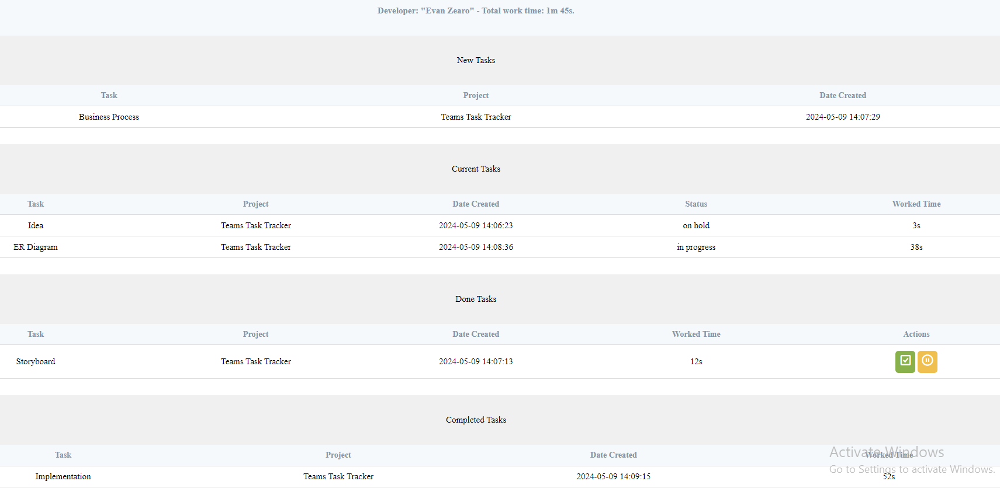 Developer: "Evan Zearo" - Total work time: 1m 45s.
New Tasks
Task Project Date Created
Business Process Teams Task Tracker 2024-05-09 14:07:29
Current Tasks
Task Project Date Created Status Worked Time
Idea Teams Task Tracker 2024-05-09 14:06:23 on hold 3s
ER Diagram Teams Task Tracker 2024-05-09 14:08:36 in progress 38s
Done Tasks
Task Project Date Created Worked Time Actions
Storyboard Teams Task Tracker 2024-05-09 14:07:13 12s
Completed Tasks
Task Project Date Created Worked Time
Implementation Teams Task Tracker 2024-05-09 14:09:15 52s
Activate Windows
Go to Settings to activate Windows.